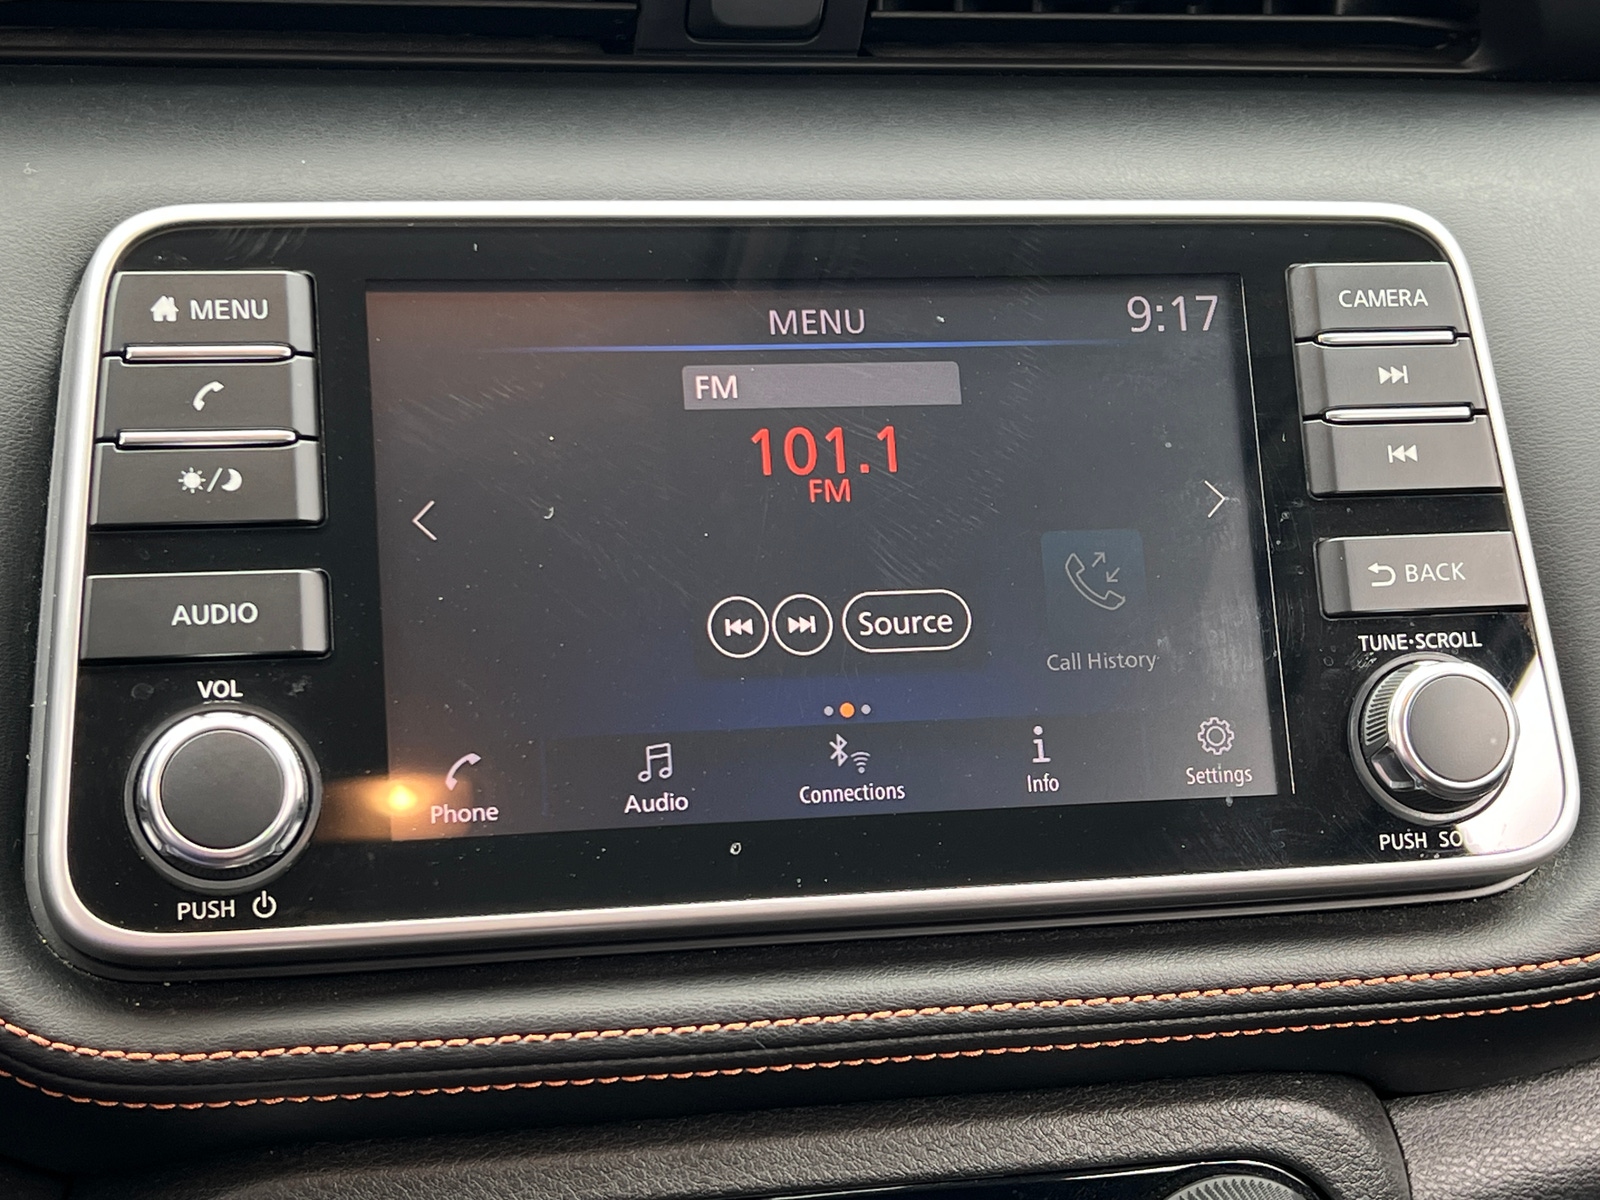 MENU
AUDIO
VOL
PUSH
MENU
9:17
FM
101.1
FM
Source
Call History
Phone
Audio
Connections
Info
Settings
CAMERA
BACK
TUNE·SCROLL
PUSH